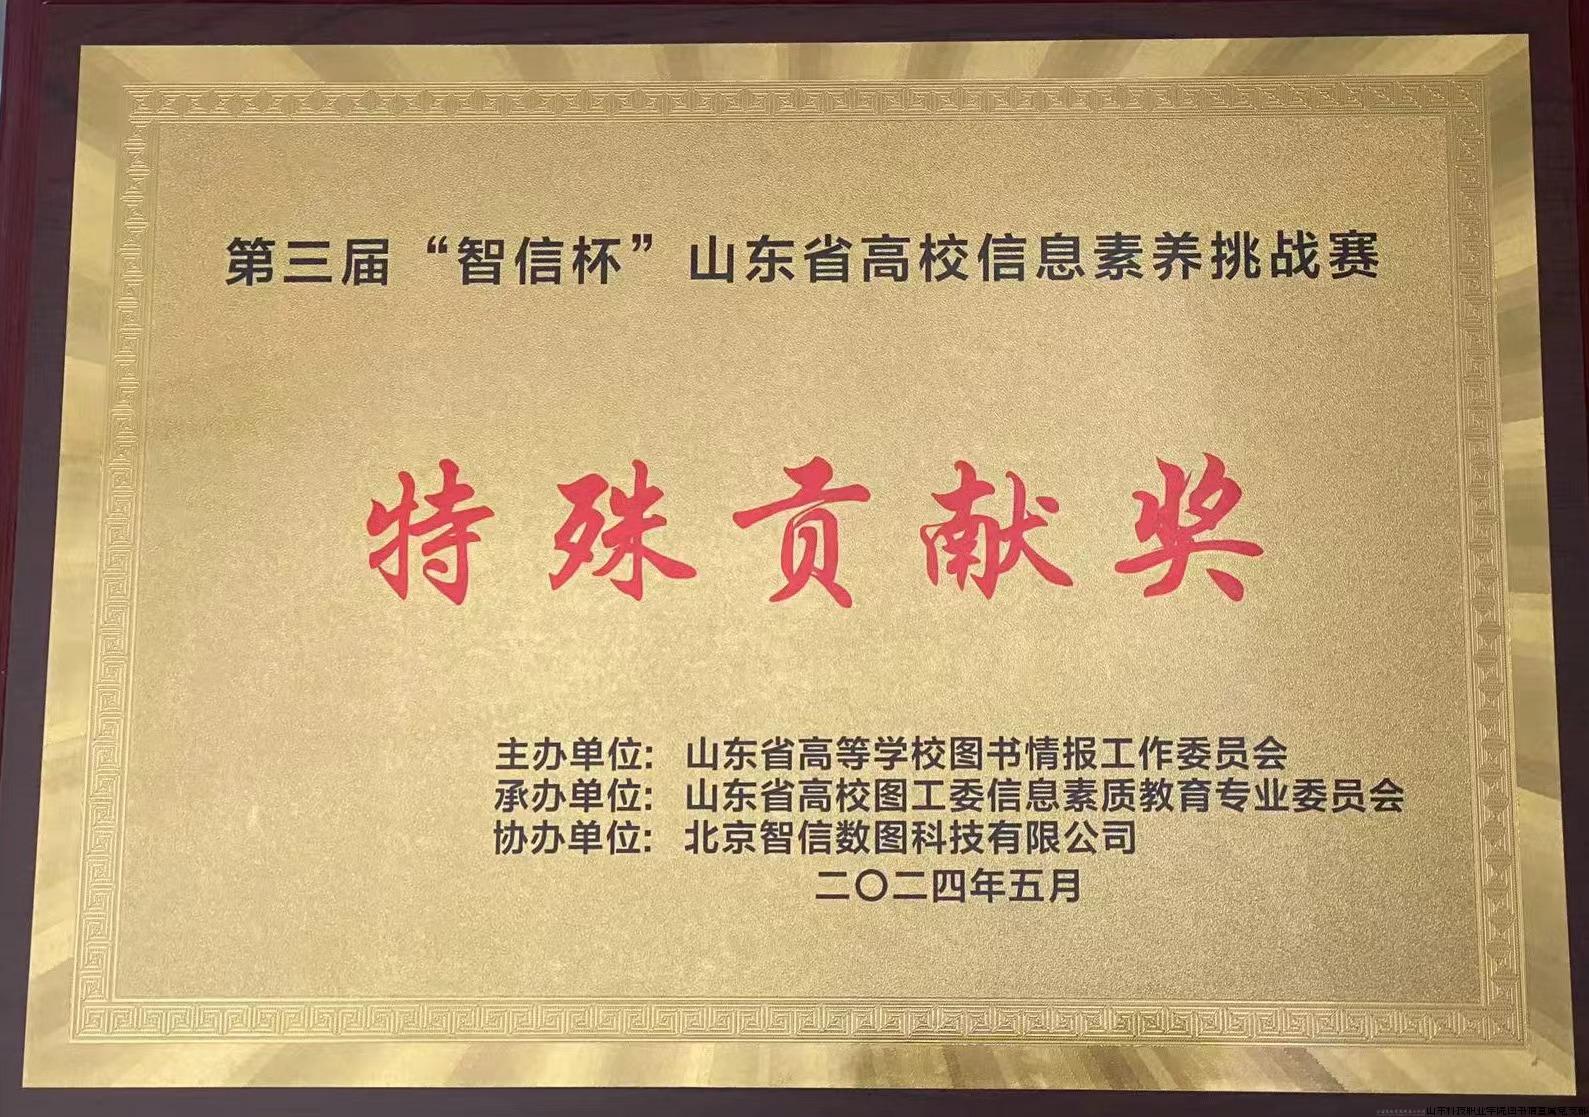 第三届“智信杯”山东省高校信息素养挑战赛
特殊贡献奖
主办单位：山东省高等学校图书情报工作委员会
承办单位：山东省高校图工委信息素质教育专业委员会
协办单位：北京智信数图科技有限公司
二〇二四年五月